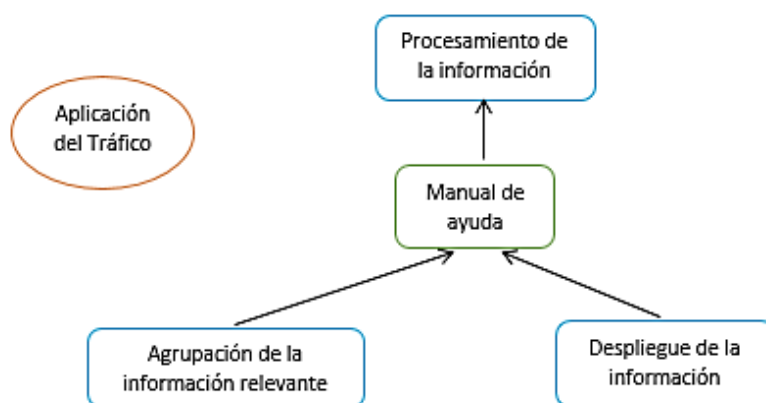 Procesamiento de
la información
Aplicación
del Tráfico
Manual de
ayuda
Agrupación de la
información relevante
Despliegue de la
información